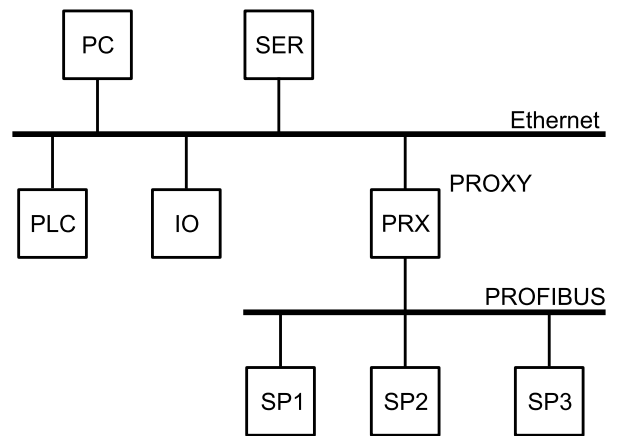 PC
SER
Ethernet
PROXY
PLC
IO
PRX
PROFIBUS
SP1
SP2
SP3